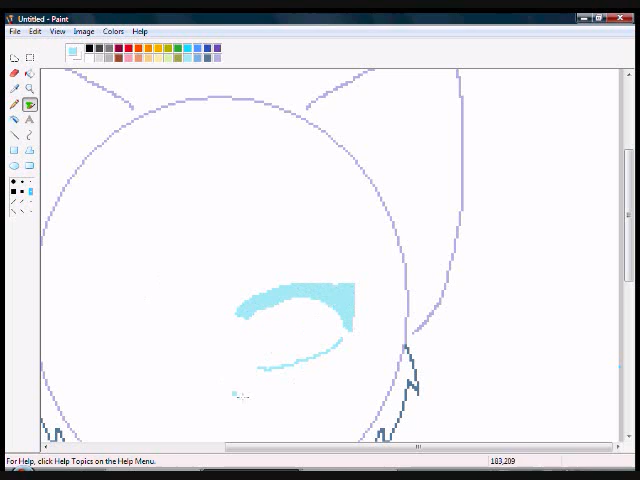 Untitled - Paint
File Edit View Image Colors Help
A
For Help, click Help Topics on the Help Menu.
183,209